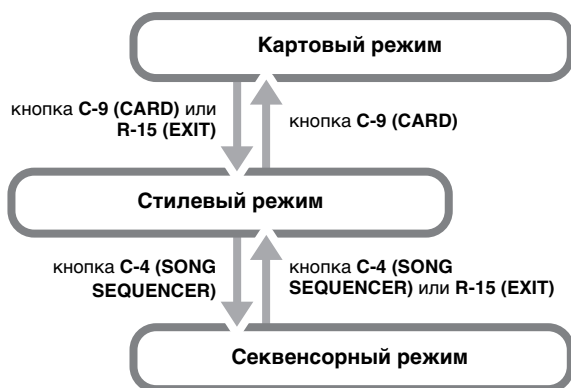 Картовый режим
кнопка C-9 (CARD) или
R-15 (EXIT)
кнопка C-9 (CARD)
Стилевый режим
кнопка C-4 (SONG
SEQUENCER)
кнопка C-4 (SONG
SEQUENCER) или R-15 (EXIT)
Секвенсорный режим